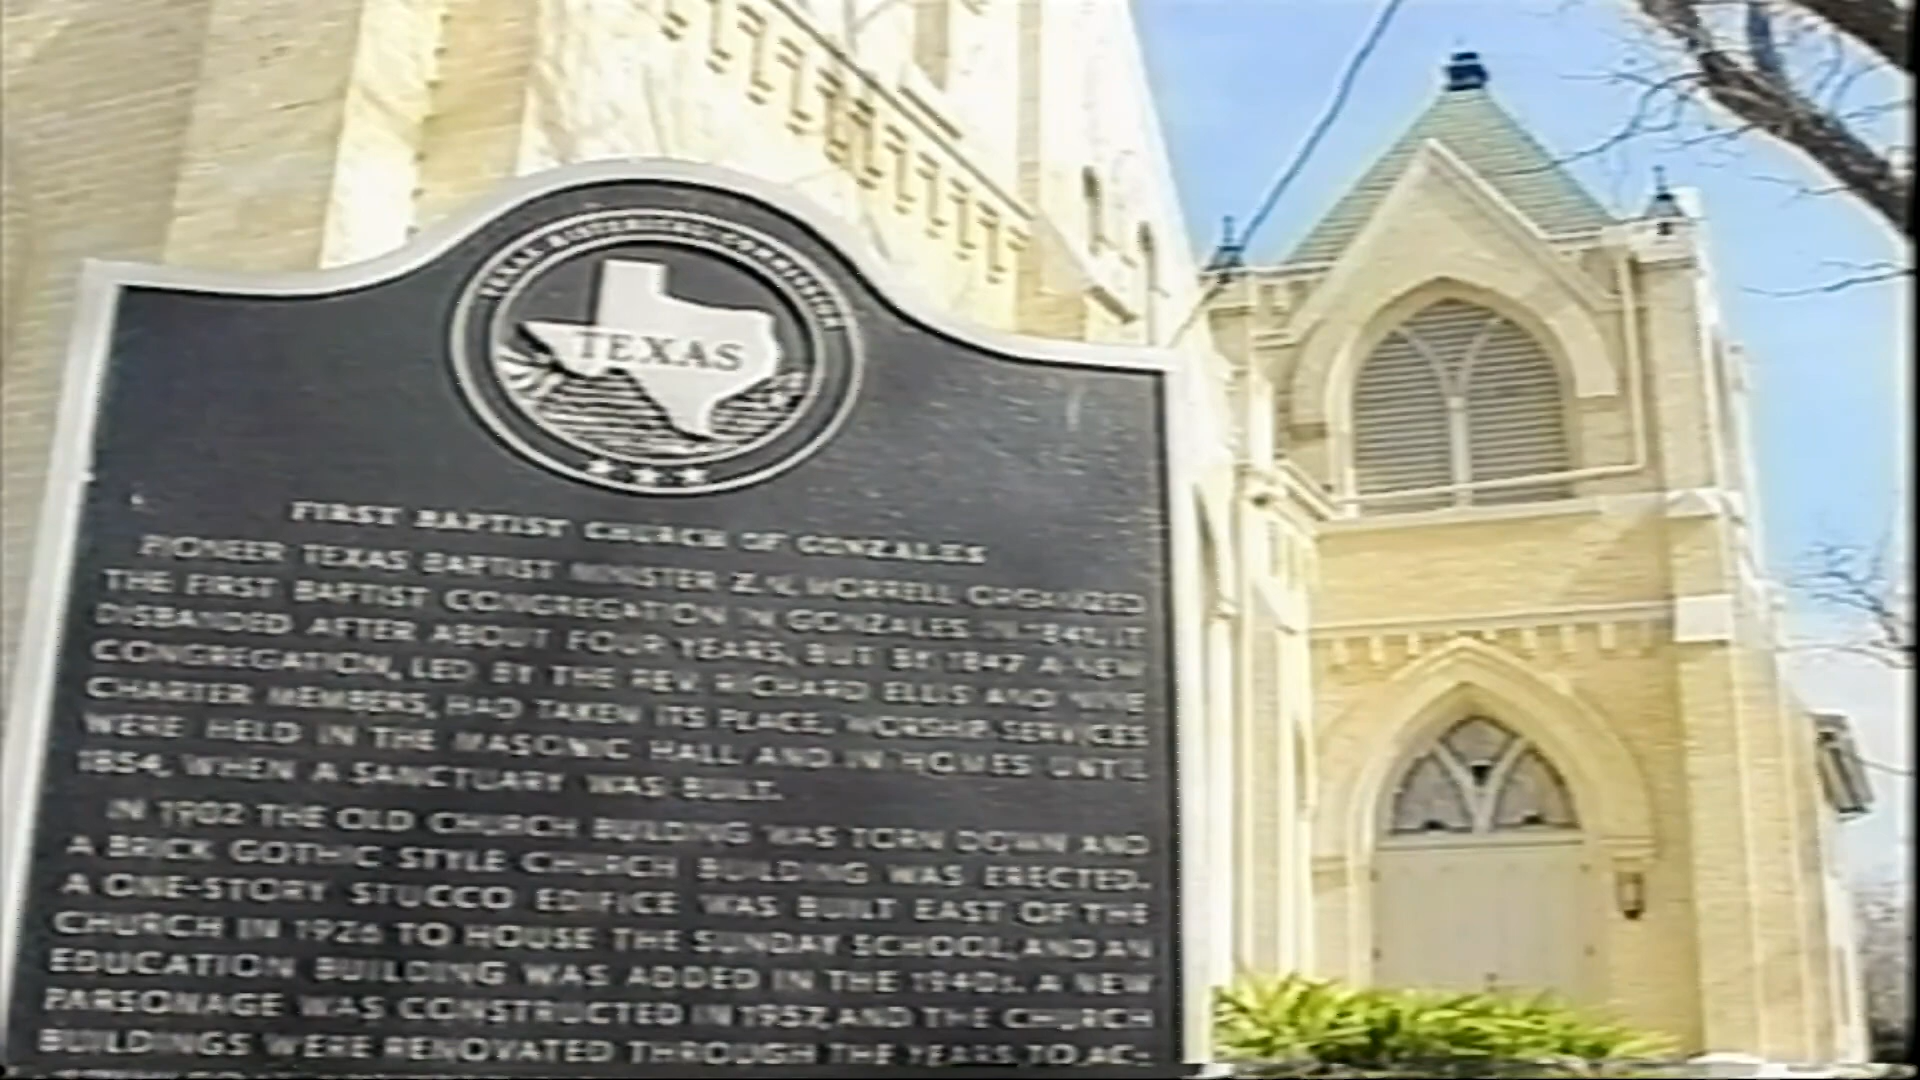 TEXAS HISTORICAL COMMISSION
TEXAS
FIRST BAPTIST CHURCH OF GONZALES
PIONEER TEXAS BAPTIST MINISTER Z. N. MORRELL ORGANIZED
THE FIRST BAPTIST CONGREGATION IN GONZALES IN 1841. IT
DISBANDED AFTER ABOUT FOUR YEARS, BUT BY 1847 A NEW
CONGREGATION, LED BY THE REV. RICHARD ELLIS AND NINE
CHARTER MEMBERS, HAD TAKEN ITS PLACE. WORSHIP SERVICES
WERE HELD IN THE MASONIC HALL AND IN HOMES UNTIL
1854, WHEN A SANCTUARY WAS BUILT.
IN 1902 THE OLD CHURCH BUILDING WAS TORN DOWN AND
A BRICK GOTHIC STYLE CHURCH BUILDING WAS ERECTED.
A ONE-STORY STUCCO EDIFICE WAS BUILT EAST OF THE
CHURCH IN 1926 TO HOUSE THE SUNDAY SCHOOL, AND AN
EDUCATION BUILDING WAS ADDED IN THE 1940s. A NEW
PARSONAGE WAS CONSTRUCTED IN 1957, AND THE CHURCH
BUILDINGS WERE RENOVATED THROUGH THE YEARS TO AC-